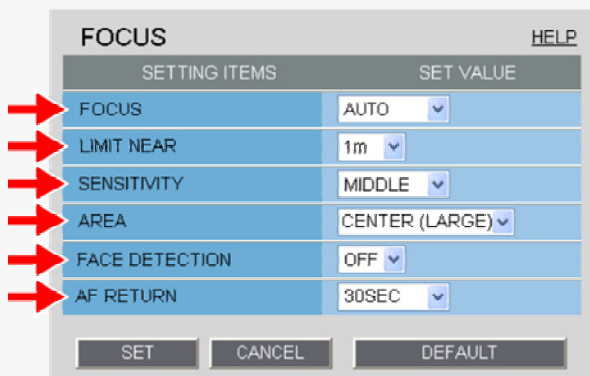 FOCUS HELP
SETTING ITEMS SET VALUE
FOCUS AUTO
LIMIT NEAR 1m
SENSITIVITY MIDDLE
AREA CENTER (LARGE)
FACE DETECTION OFF
AF RETURN 30SEC
SET CANCEL DEFAULT